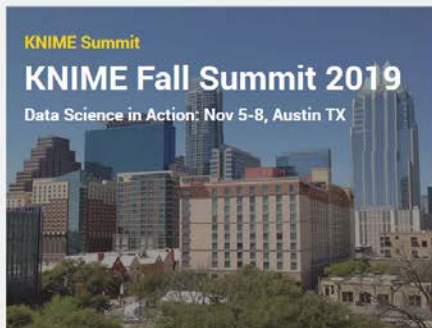 KNIME Summit
KNIME Fall Summit 2019
Data Science in Action: Nov 5-8, Austin TX